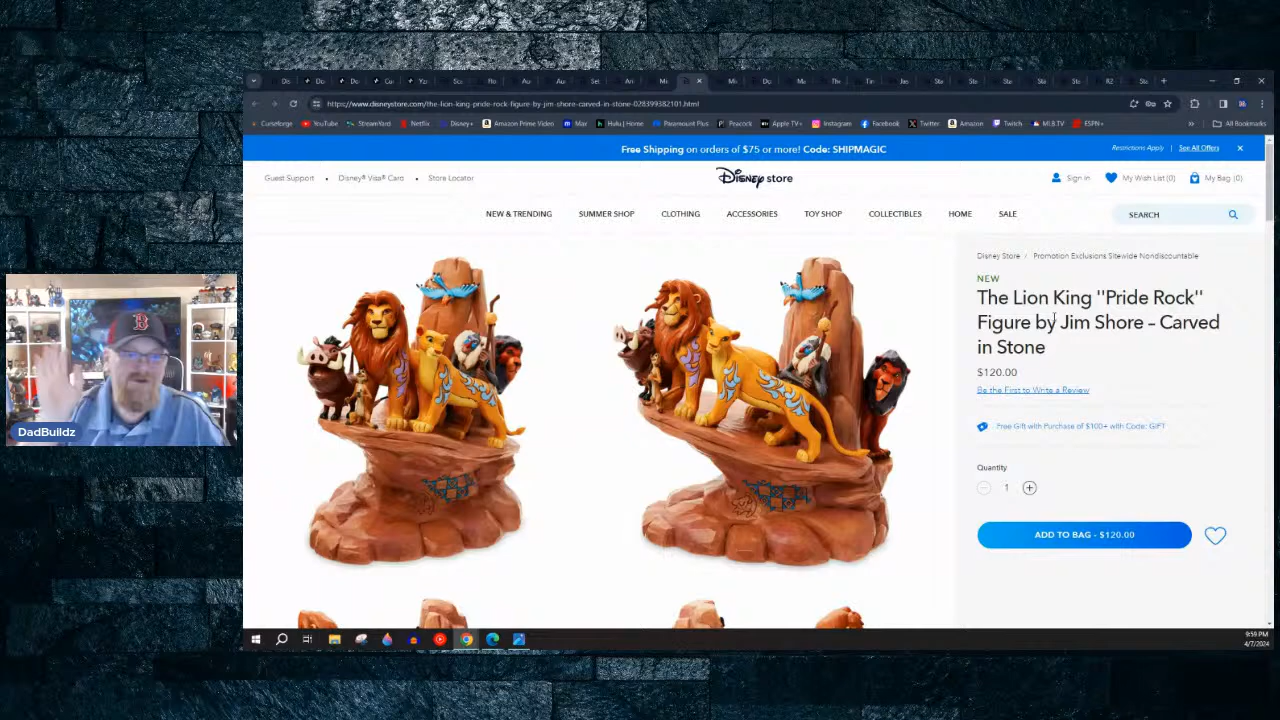 https://www.disneystore.com/the-lion-king-pride-rock-figure-by-jim-shore-carved-in-stone-028399382101.html
Curseforge YouTube StreamYard Netflix Disney+ Amazon Prime Video Max Hulu | Home Paramount Plus Peacock Apple TV+ Instagram Facebook Twitter Amazon Twitch MLB.TV ESPN+ » All Bookmarks
Free Shipping on orders of $75 or more! Code: SHIPMAGIC Restrictions Apply | See All Offers
Guest Support • Disney® Visa® Card • Store Locator
Disney store
Sign In My Wish List (0) My Bag (0)
NEW & TRENDING SUMMER SHOP CLOTHING ACCESSORIES TOY SHOP COLLECTIBLES HOME SALE
SEARCH
Disney Store / Promotion Exclusions Sitewide Nondiscountable
NEW
The Lion King "Pride Rock"
Figure by Jim Shore – Carved
in Stone
$120.00
Be the First to Write a Review
Free Gift with Purchase of $100+ with Code: GIFT
Quantity
1
ADD TO BAG - $120.00
DadBuildz
9:59 PM
4/7/2024